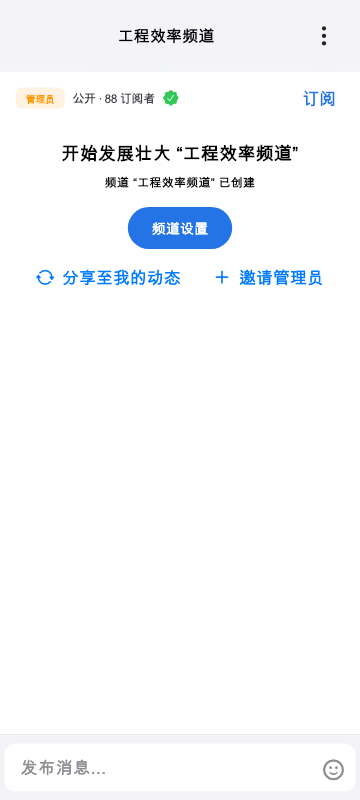 工程效率频道
管理员 公开 · 88 订阅者 订阅
开始发展壮大 “工程效率频道”
频道 “工程效率频道” 已创建
频道设置
分享至我的动态 邀请管理员
发布消息...